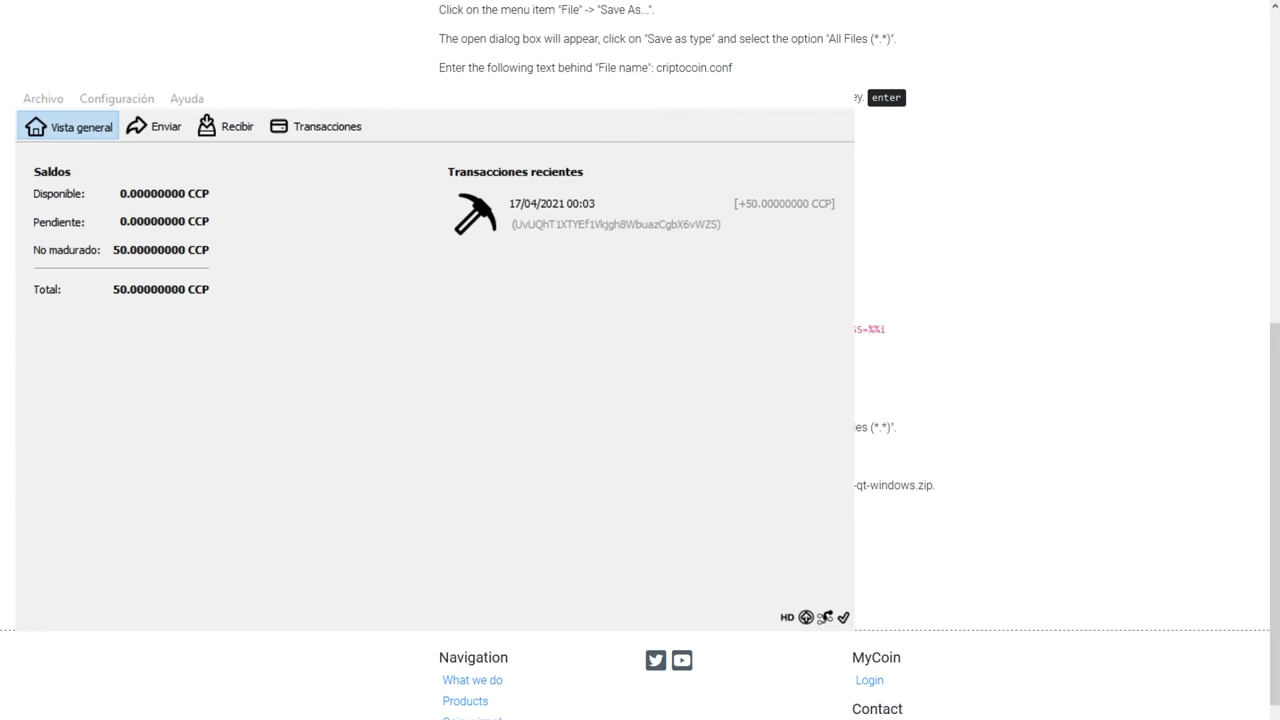 Click on the menu item "File" -> "Save As...".
The open dialog box will appear, click on "Save as type" and select the option "All Files (*.*)".
Enter the following text behind "File name": criptocoin.conf
ey. enter
Archivo Configuración Ayuda
Vista general Enviar Recibir Transacciones
Saldos
Disponible: 0.00000000 CCP
Pendiente: 0.00000000 CCP
No madurado: 50.00000000 CCP
Total: 50.00000000 CCP
Transacciones recientes
17/04/2021 00:03 [+50.00000000 CCP]
(UvUQhT1XTYEf1Vkjgh8WbuazCgbX6vWZS)
SS=%%i
les (*.*)".
-qt-windows.zip.
HD
Navigation
What we do
Products
MyCoin
Login
Contact